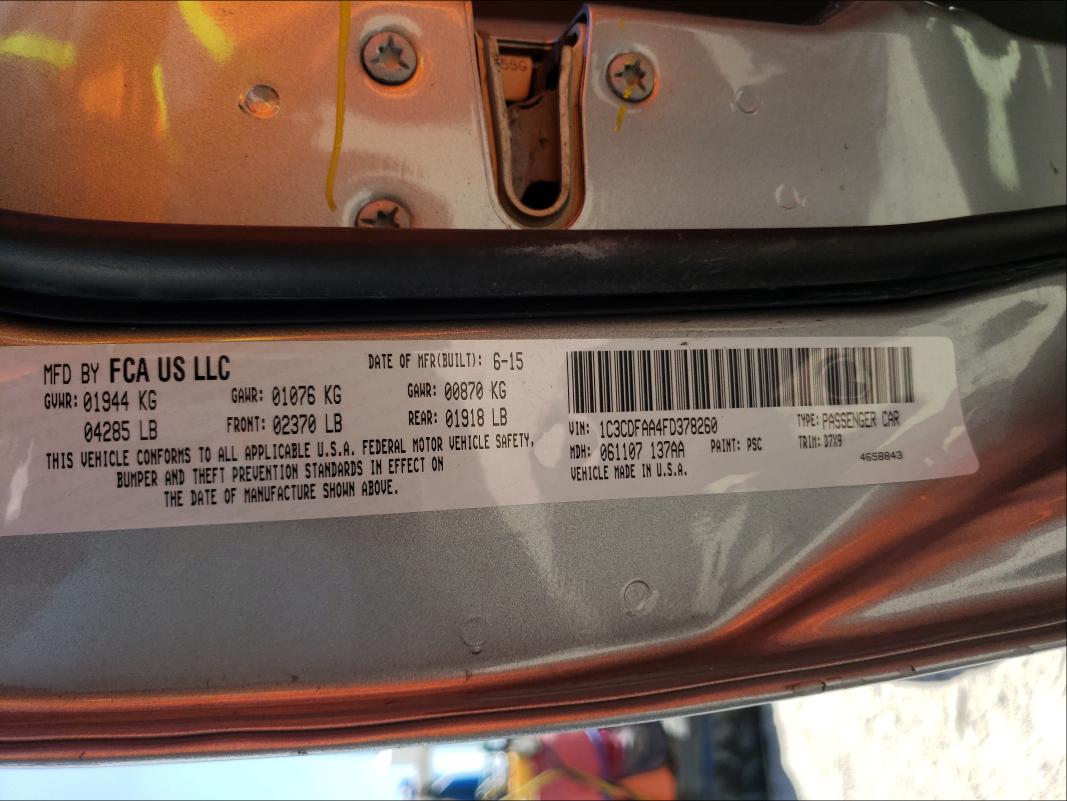 55G
MFD BY FCA US LLC
DATE OF MFR(BUILT): 6-15
GVWR: 01944 KG
GAWR: 01076 KG
GAWR: 00870 KG
04285 LB
FRONT: 02370 LB
REAR: 01918 LB
THIS VEHICLE CONFORMS TO ALL APPLICABLE U.S.A. FEDERAL MOTOR VEHICLE SAFETY,
BUMPER AND THEFT PREVENTION STANDARDS IN EFFECT ON
THE DATE OF MANUFACTURE SHOWN ABOVE.
VIN: 1C3CDFAA4FD378260
TYPE: PASSENGER CAR
MDH: 061107 137AA
PAINT: PSC
TRIM: D7X9
VEHICLE MADE IN U.S.A.
4658843